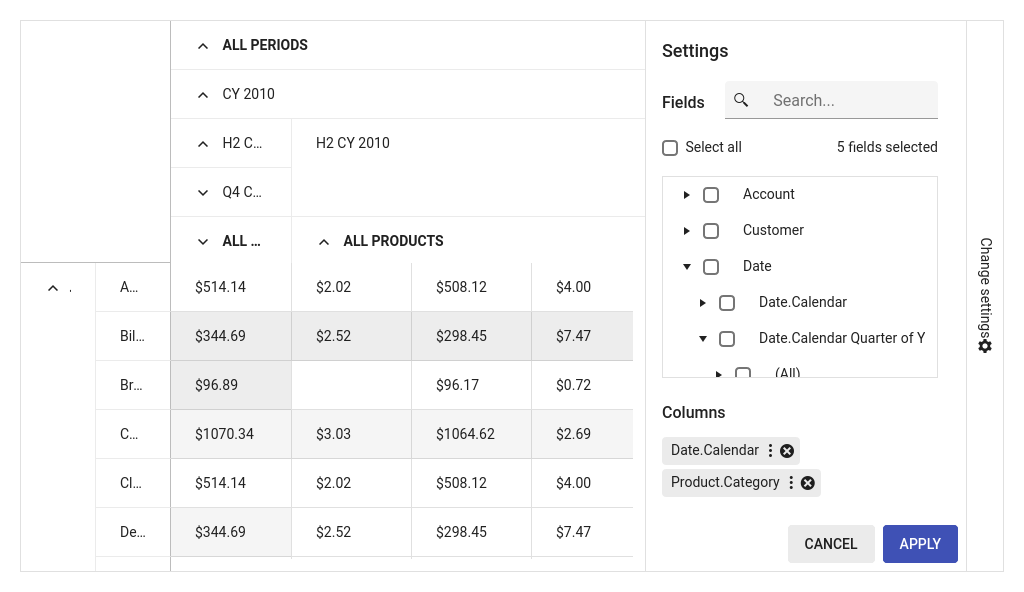 ALL PERIODS
CY 2010
H2 C… H2 CY 2010
Q4 C…
ALL … ALL PRODUCTS
. A… $514.14 $2.02 $508.12 $4.00
Bil… $344.69 $2.52 $298.45 $7.47
Br… $96.89 $96.17 $0.72
C… $1070.34 $3.03 $1064.62 $2.69
Cl… $514.14 $2.02 $508.12 $4.00
De… $344.69 $2.52 $298.45 $7.47
Settings
Fields Search...
Select all 5 fields selected
Account
Customer
Date
Date.Calendar
Date.Calendar Quarter of Y
(All)
Columns
Date.Calendar
Product.Category
CANCEL APPLY
Change settings